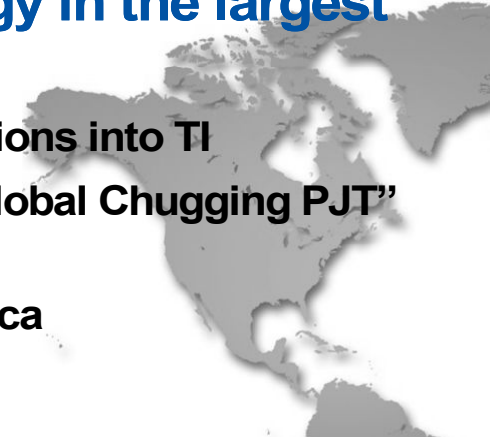 gy in the largest
ions into TI
lobal Chugging PJT”
ca